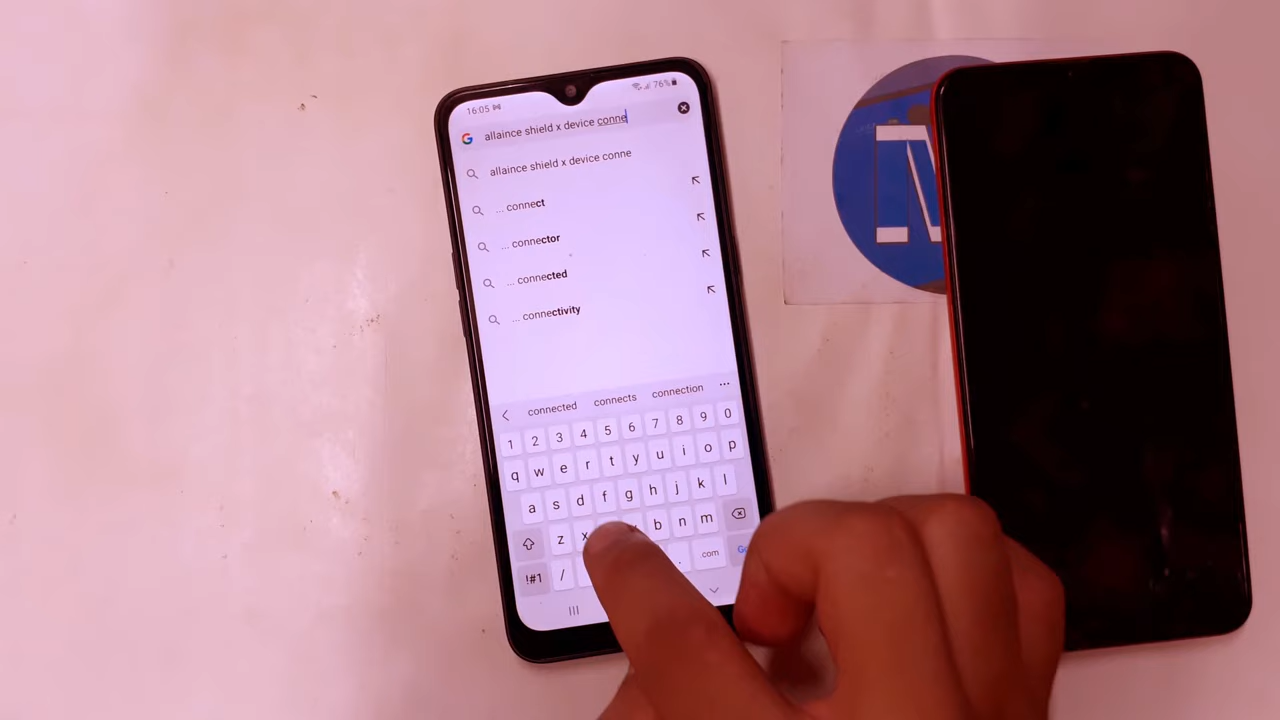 16:05
76%
allaince shield x device conne
allaince shield x device conne
... connect
... connector
... connected
... connectivity
connected connects connection ...
1 2 3 4 5 6 7 8 9 0
q w e r t y u i o p
a s d f g h j k l
z x b n m
!#1 / . .com Go